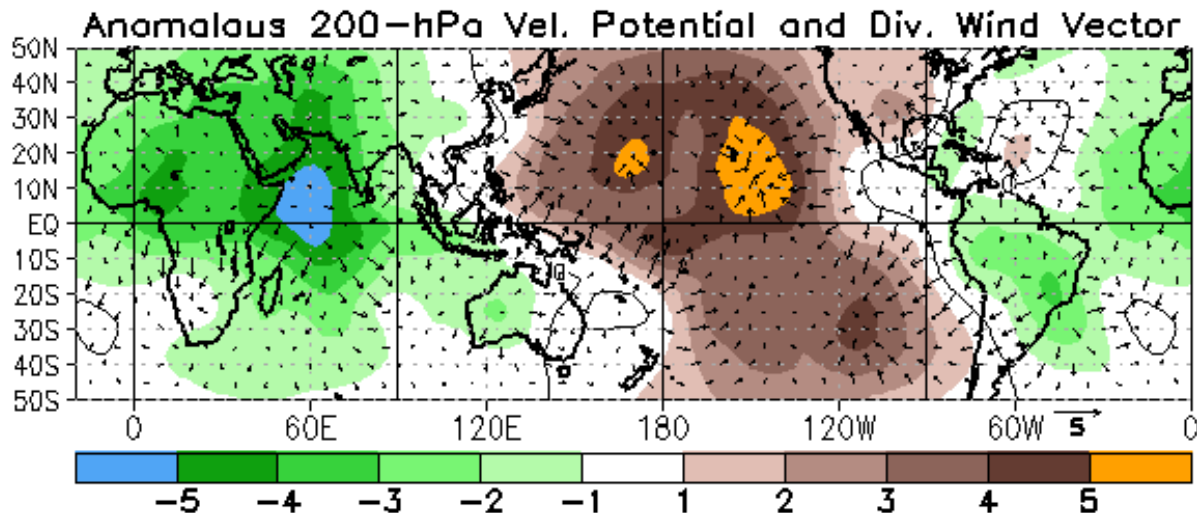 Anomalaus 200-hPa Vel. Potential and Div. Wind Vector
50N
40N
30N
20N
10N
EQ
10S
20S
30S
40S
50S
0 60E 120E 180 120W 60W 0
5
-5 -4 -3 -2 -1 1 2 3 4 5